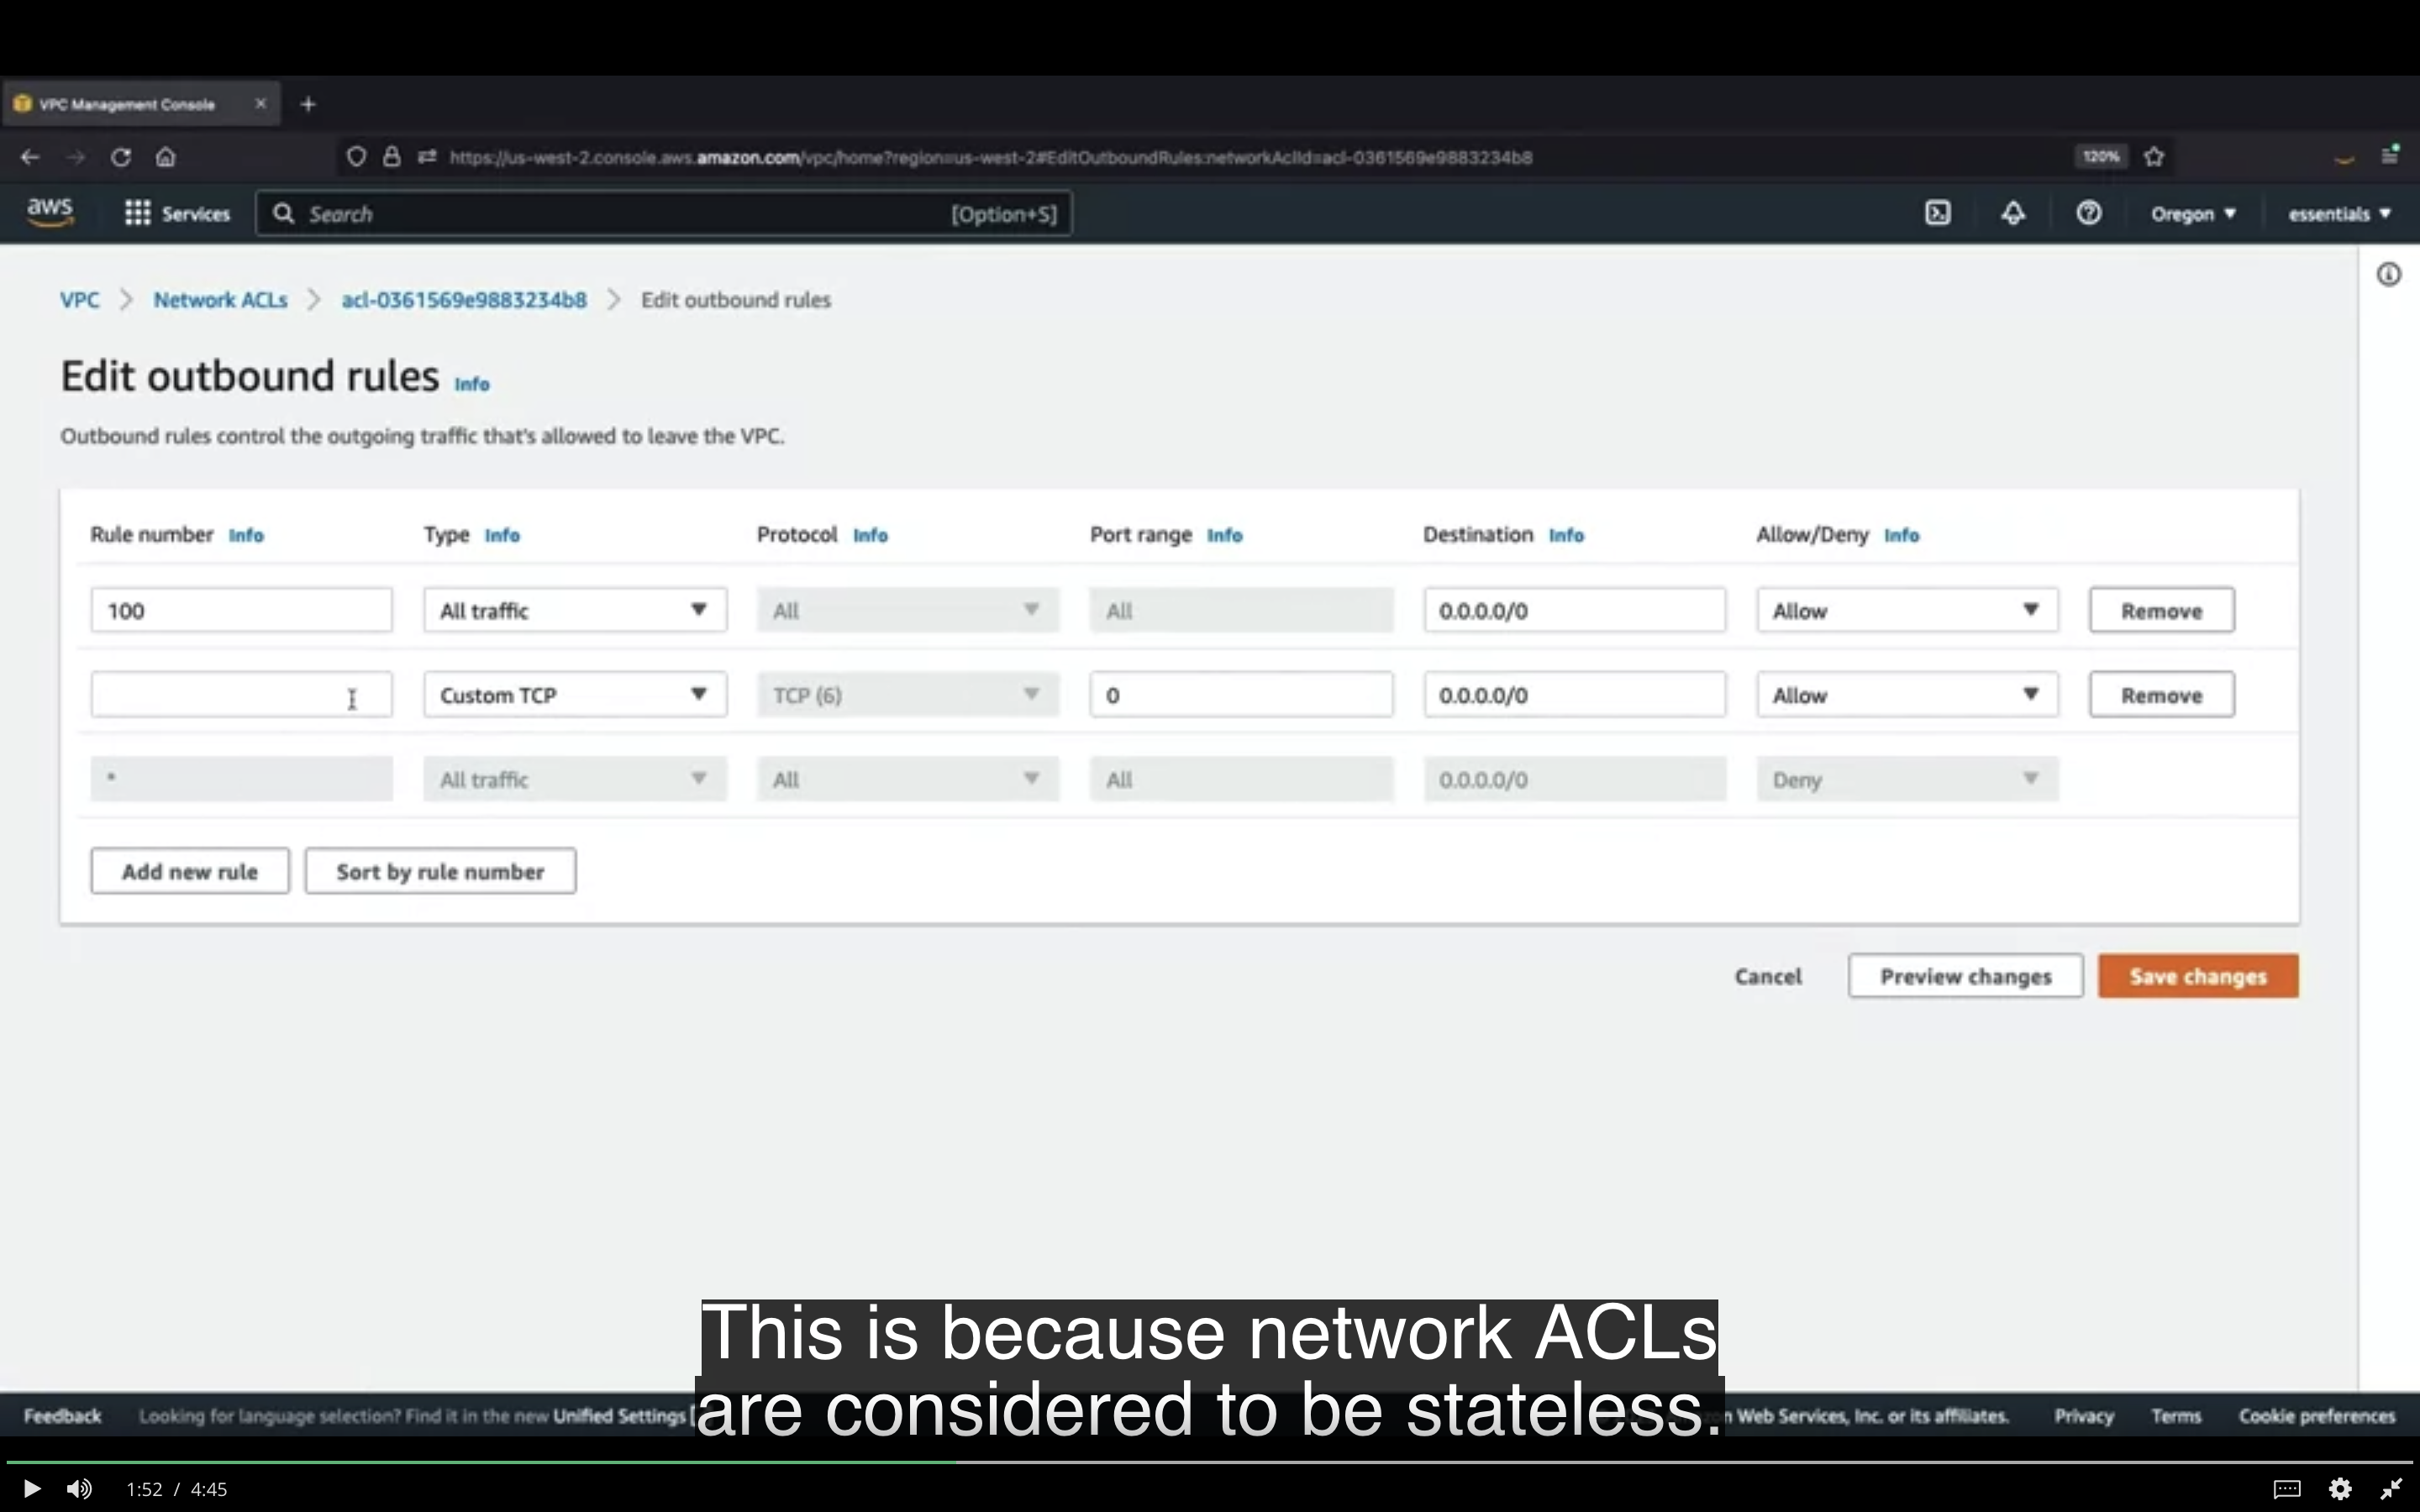 VPC Management Console
https://us-west-2.console.aws.amazon.com/vpc/home?region=us-west-2#EditOutboundRules:networkAclId=acl-0361569e9883234b8
120%
aws
Services
Search
[Option+S]
Oregon
essentials
VPC
Network ACLs
acl-0361569e9883234b8
Edit outbound rules
Edit outbound rules Info
Outbound rules control the outgoing traffic that's allowed to leave the VPC.
Rule number Info
Type Info
Protocol Info
Port range Info
Destination Info
Allow/Deny Info
100
All traffic
All
All
0.0.0.0/0
Allow
Remove
Custom TCP
TCP (6)
0
0.0.0.0/0
Allow
Remove
*
All traffic
All
All
0.0.0.0/0
Deny
Add new rule
Sort by rule number
Cancel
Preview changes
Save changes
This is because network ACLs
are considered to be stateless.
Feedback
Looking for language selection? Find it in the new Unified Settings
Web Services, Inc. or its affiliates.
Privacy
Terms
Cookie preferences
1:52 / 4:45